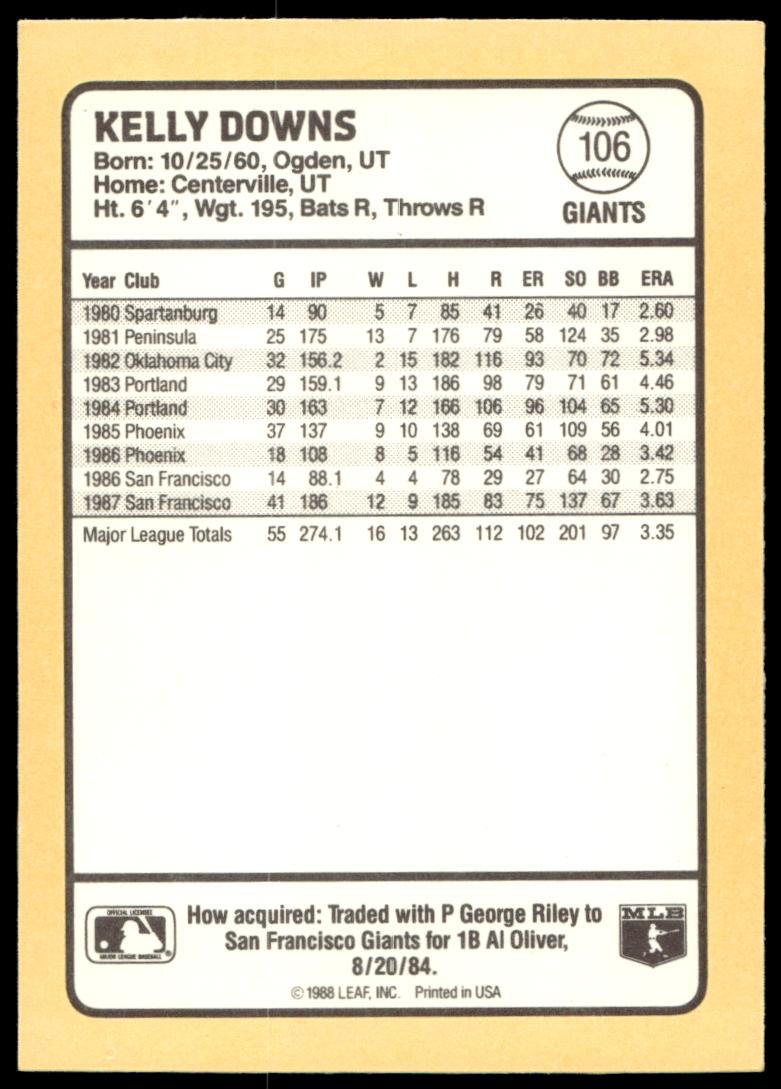 KELLY DOWNS
Born: 10/25/60, Ogden, UT
Home: Centerville, UT
Ht. 6'4", Wgt. 195, Bats R, Throws R
106
GIANTS
Year Club G IP W L H R ER SO BB ERA
1980 Spartanburg 14 90 5 7 85 41 26 40 17 2.60
1981 Peninsula 25 175 13 7 176 79 58 124 35 2.98
1982 Oklahoma City 32 156.2 2 15 182 116 93 70 72 5.34
1983 Portland 29 159.1 9 13 186 98 79 71 61 4.46
1984 Portland 30 163 7 12 166 106 96 104 65 5.30
1985 Phoenix 37 137 9 10 138 69 61 109 56 4.01
1986 Phoenix 18 108 8 5 116 54 41 68 28 3.42
1986 San Francisco 14 88.1 4 4 78 29 27 64 30 2.75
1987 San Francisco 41 186 12 9 185 83 75 137 67 3.63
Major League Totals 55 274.1 16 13 263 112 102 201 97 3.35
OFFICIAL LICENSEE
MAJOR LEAGUE BASEBALL
®
How acquired: Traded with P George Riley to
San Francisco Giants for 1B Al Oliver,
8/20/84.
MLB
© 1988 LEAF, INC. Printed in USA